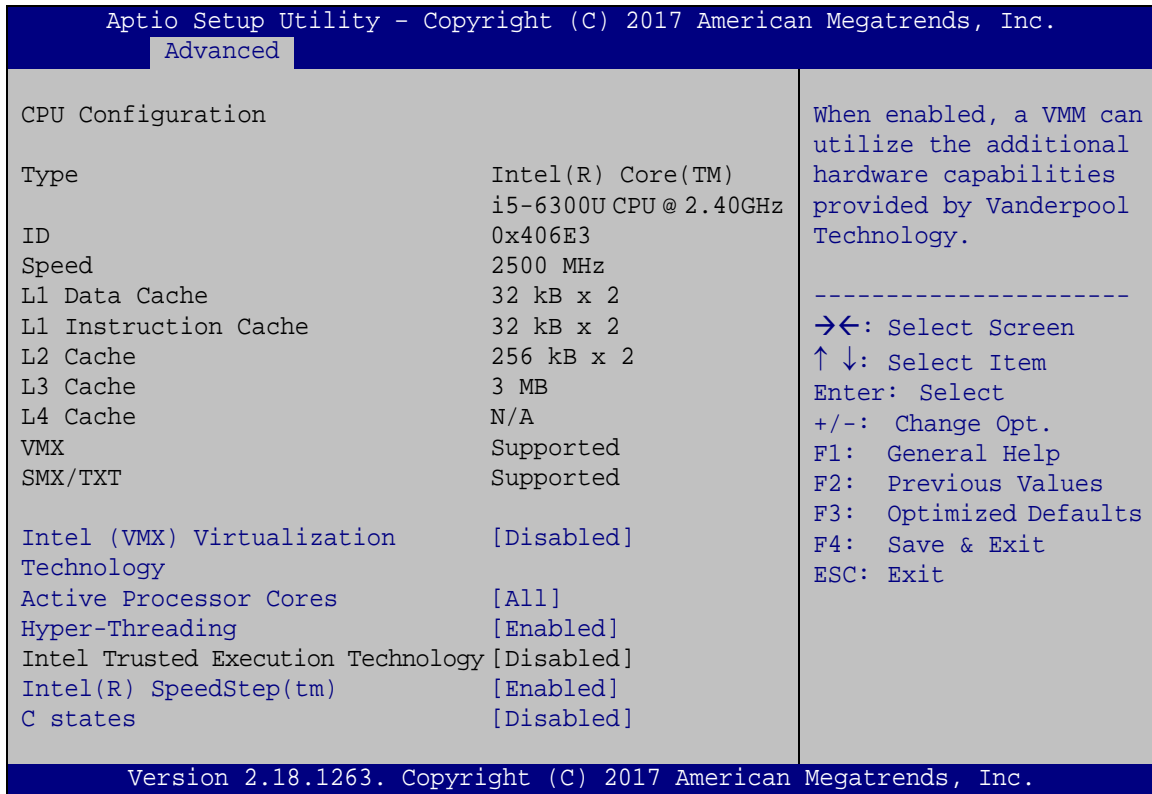 Aptio Setup Utility – Copyright (C) 2017 American Megatrends, Inc.
Advanced
CPU Configuration
Type Intel(R) Core(TM)
i5-6300U CPU @ 2.40GHz
ID 0x406E3
Speed 2500 MHz
L1 Data Cache 32 kB x 2
L1 Instruction Cache 32 kB x 2
L2 Cache 256 kB x 2
L3 Cache 3 MB
L4 Cache N/A
VMX Supported
SMX/TXT Supported
Intel (VMX) Virtualization [Disabled]
Technology
Active Processor Cores [All]
Hyper-Threading [Enabled]
Intel Trusted Execution Technology [Disabled]
Intel(R) SpeedStep(tm) [Enabled]
C states [Disabled]
When enabled, a VMM can
utilize the additional
hardware capabilities
provided by Vanderpool
Technology.
----------------------
→←: Select Screen
↑ ↓: Select Item
Enter: Select
+/-: Change Opt.
F1: General Help
F2: Previous Values
F3: Optimized Defaults
F4: Save & Exit
ESC: Exit
Version 2.18.1263. Copyright (C) 2017 American Megatrends, Inc.